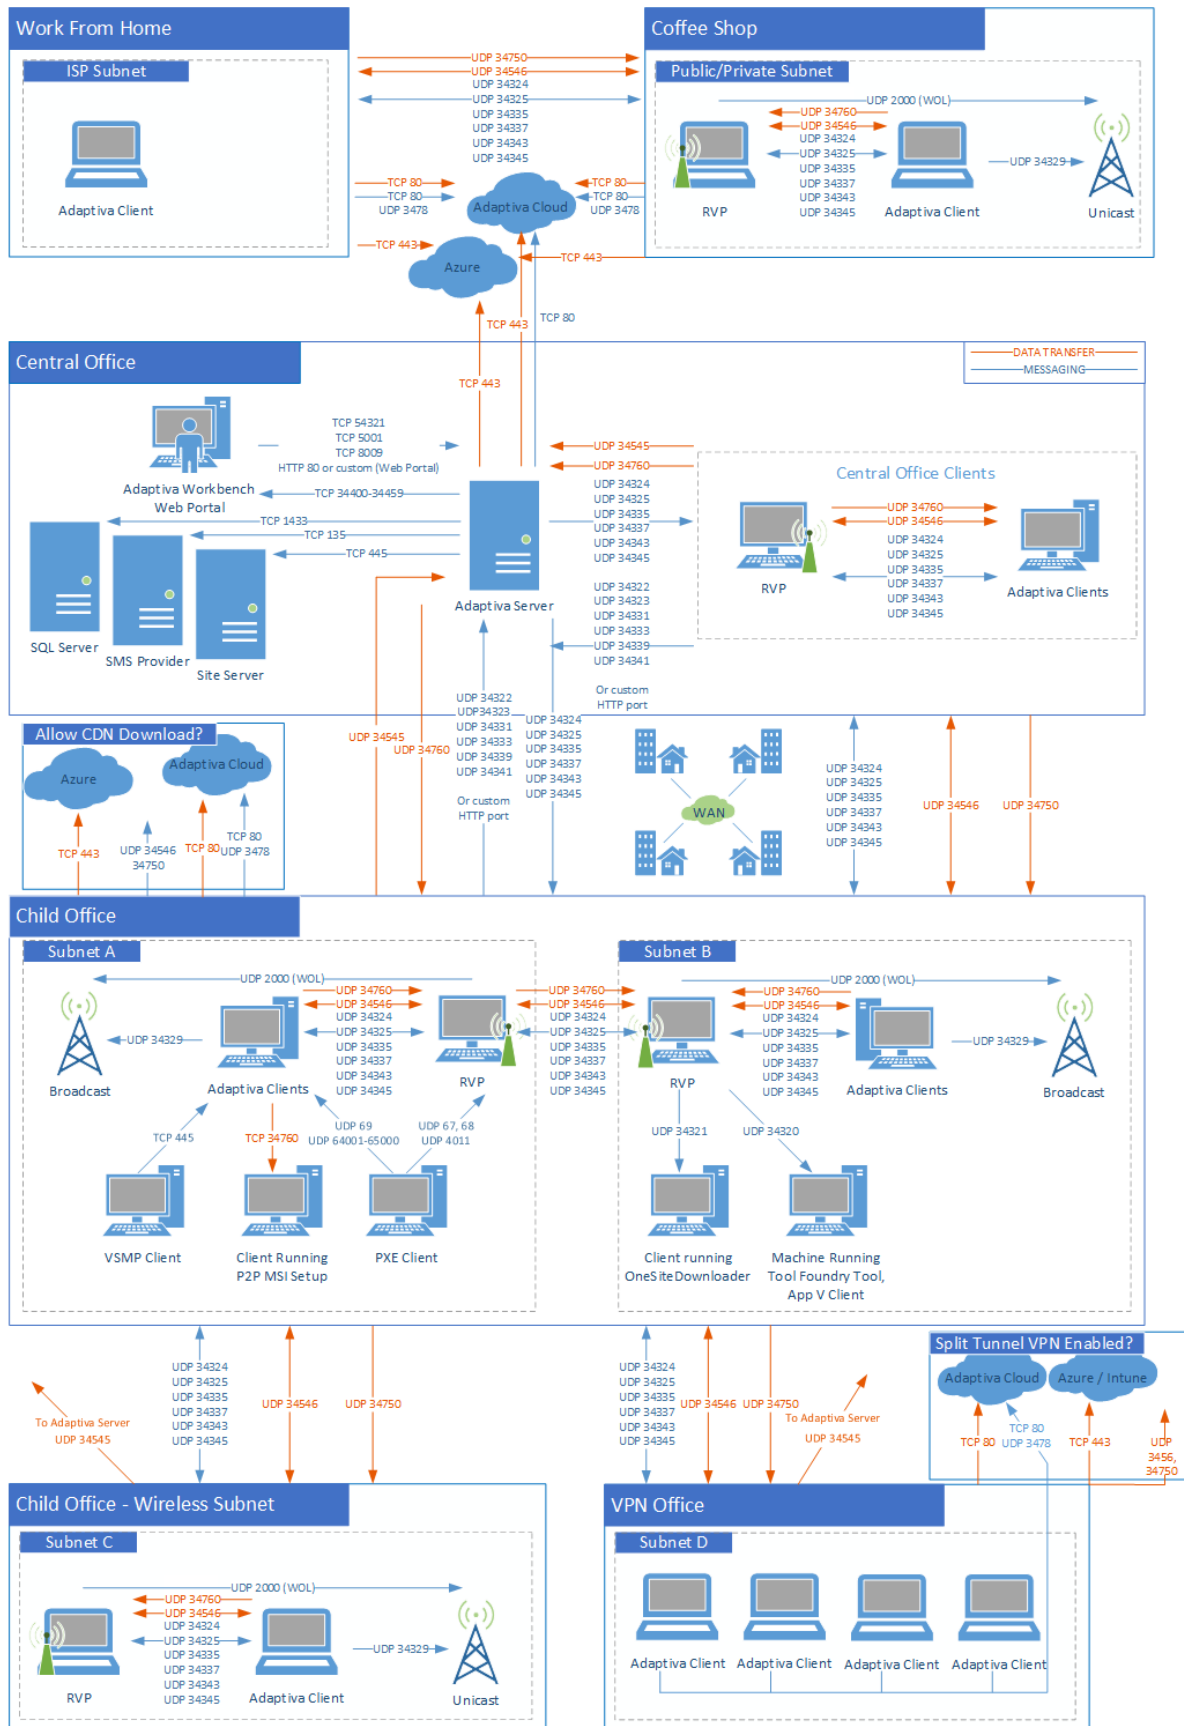 Work From Home
ISP Subnet
Adaptiva Client
UDP 34750
UDP 34546
UDP 34324
UDP 34325
UDP 34335
UDP 34337
UDP 34343
UDP 34345
TCP 80
TCP 80
UDP 3478
TCP 443
Adaptiva Cloud
Azure
TCP 80
TCP 80
UDP 3478
TCP 443
Coffee Shop
Public/Private Subnet
UDP 2000 (WOL)
UDP 34760
UDP 34546
UDP 34324
UDP 34325
UDP 34335
UDP 34337
UDP 34343
UDP 34345
UDP 34329
RVP
Adaptiva Client
Unicast
TCP 443
TCP 80
TCP 443
Central Office
DATA TRANSFER
MESSAGING
TCP 54321
TCP 5001
TCP 8009
HTTP 80 or custom (Web Portal)
Adaptiva Workbench
Web Portal
TCP 34400-34459
TCP 1433
TCP 135
TCP 445
SQL Server
SMS Provider
Site Server
Adaptiva Server
UDP 34545
UDP 34760
UDP 34324
UDP 34325
UDP 34335
UDP 34337
UDP 34343
UDP 34345
UDP 34322
UDP 34323
UDP 34331
UDP 34333
UDP 34339
UDP 34341
Or custom
HTTP port
Central Office Clients
UDP 34760
UDP 34546
UDP 34324
UDP 34325
UDP 34335
UDP 34337
UDP 34343
UDP 34345
RVP
Adaptiva Clients
Allow CDN Download?
Azure
Adaptiva Cloud
TCP 443
UDP 34546
34750
TCP 80
TCP 80
UDP 3478
UDP 34545
UDP 34760
UDP 34322
UDP34323
UDP 34331
UDP 34333
UDP 34339
UDP 34341
Or custom
HTTP port
UDP 34324
UDP 34325
UDP 34335
UDP 34337
UDP 34343
UDP 34345
WAN
UDP 34324
UDP 34325
UDP 34335
UDP 34337
UDP 34343
UDP 34345
UDP 34546
UDP 34750
Child Office
Subnet A
UDP 2000 (WOL)
UDP 34329
UDP 34760
UDP 34546
UDP 34324
UDP 34325
UDP 34335
UDP 34337
UDP 34343
UDP 34345
Broadcast
Adaptiva Clients
RVP
TCP 445
TCP 34760
UDP 69
UDP 64001-65000
UDP 67, 68
UDP 4011
VSMP Client
Client Running
P2P MSI Setup
PXE Client
UDP 34760
UDP 34546
UDP 34324
UDP 34325
UDP 34335
UDP 34337
UDP 34343
UDP 34345
Subnet B
UDP 2000 (WOL)
UDP 34760
UDP 34546
UDP 34324
UDP 34325
UDP 34335
UDP 34337
UDP 34343
UDP 34345
UDP 34329
RVP
Adaptiva Clients
Broadcast
UDP 34321
UDP 34320
Client running
OneSiteDownloader
Machine Running
Tool Foundry Tool,
App V Client
To Adaptiva Server
UDP 34545
UDP 34324
UDP 34325
UDP 34335
UDP 34337
UDP 34343
UDP 34345
UDP 34546
UDP 34750
UDP 34324
UDP 34325
UDP 34335
UDP 34337
UDP 34343
UDP 34345
UDP 34546
UDP 34750
To Adaptiva Server
UDP 34545
Split Tunnel VPN Enabled?
Adaptiva Cloud
Azure / Intune
TCP 80
TCP 80
UDP 3478
TCP 443
UDP
3456,
34750
Child Office - Wireless Subnet
Subnet C
UDP 2000 (WOL)
UDP 34760
UDP 34546
UDP 34324
UDP 34325
UDP 34335
UDP 34337
UDP 34343
UDP 34345
UDP 34329
RVP
Adaptiva Client
Unicast
VPN Office
Subnet D
Adaptiva Client
Adaptiva Client
Adaptiva Client
Adaptiva Client